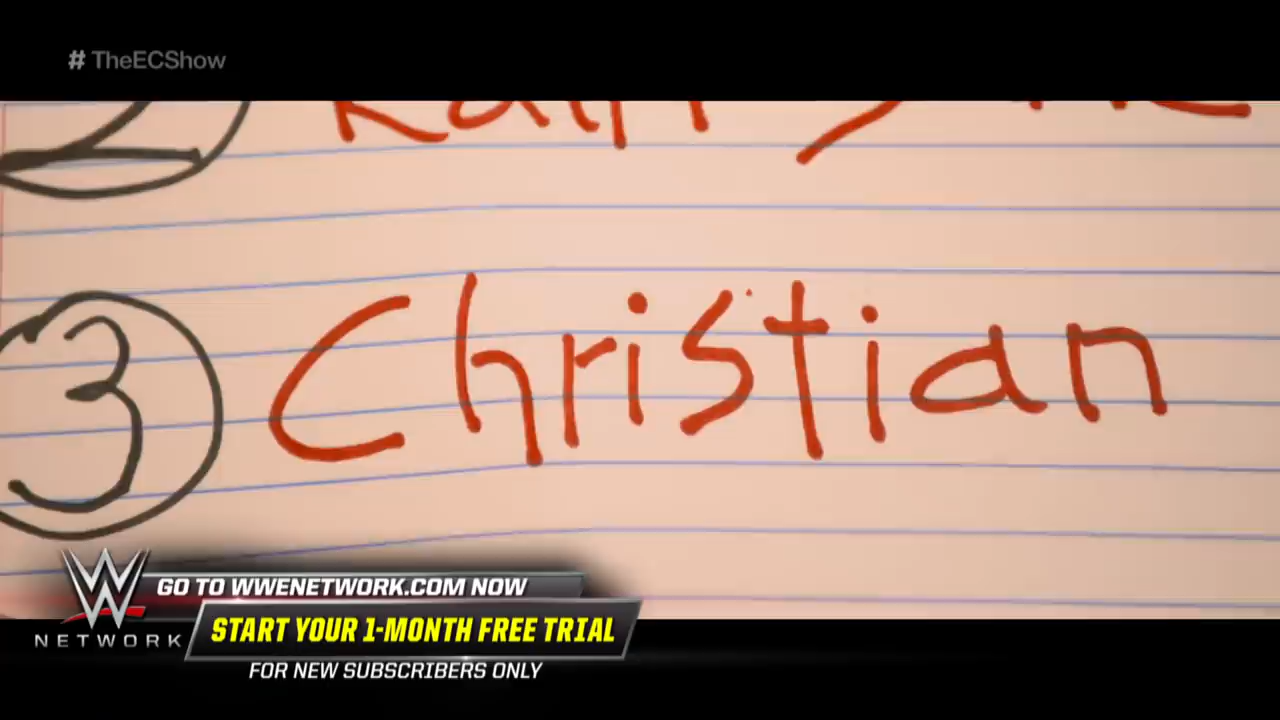 #TheECShow
2
3 Christian
W
NETWORK
GO TO WWENETWORK.COM NOW
START YOUR 1-MONTH FREE TRIAL
FOR NEW SUBSCRIBERS ONLY